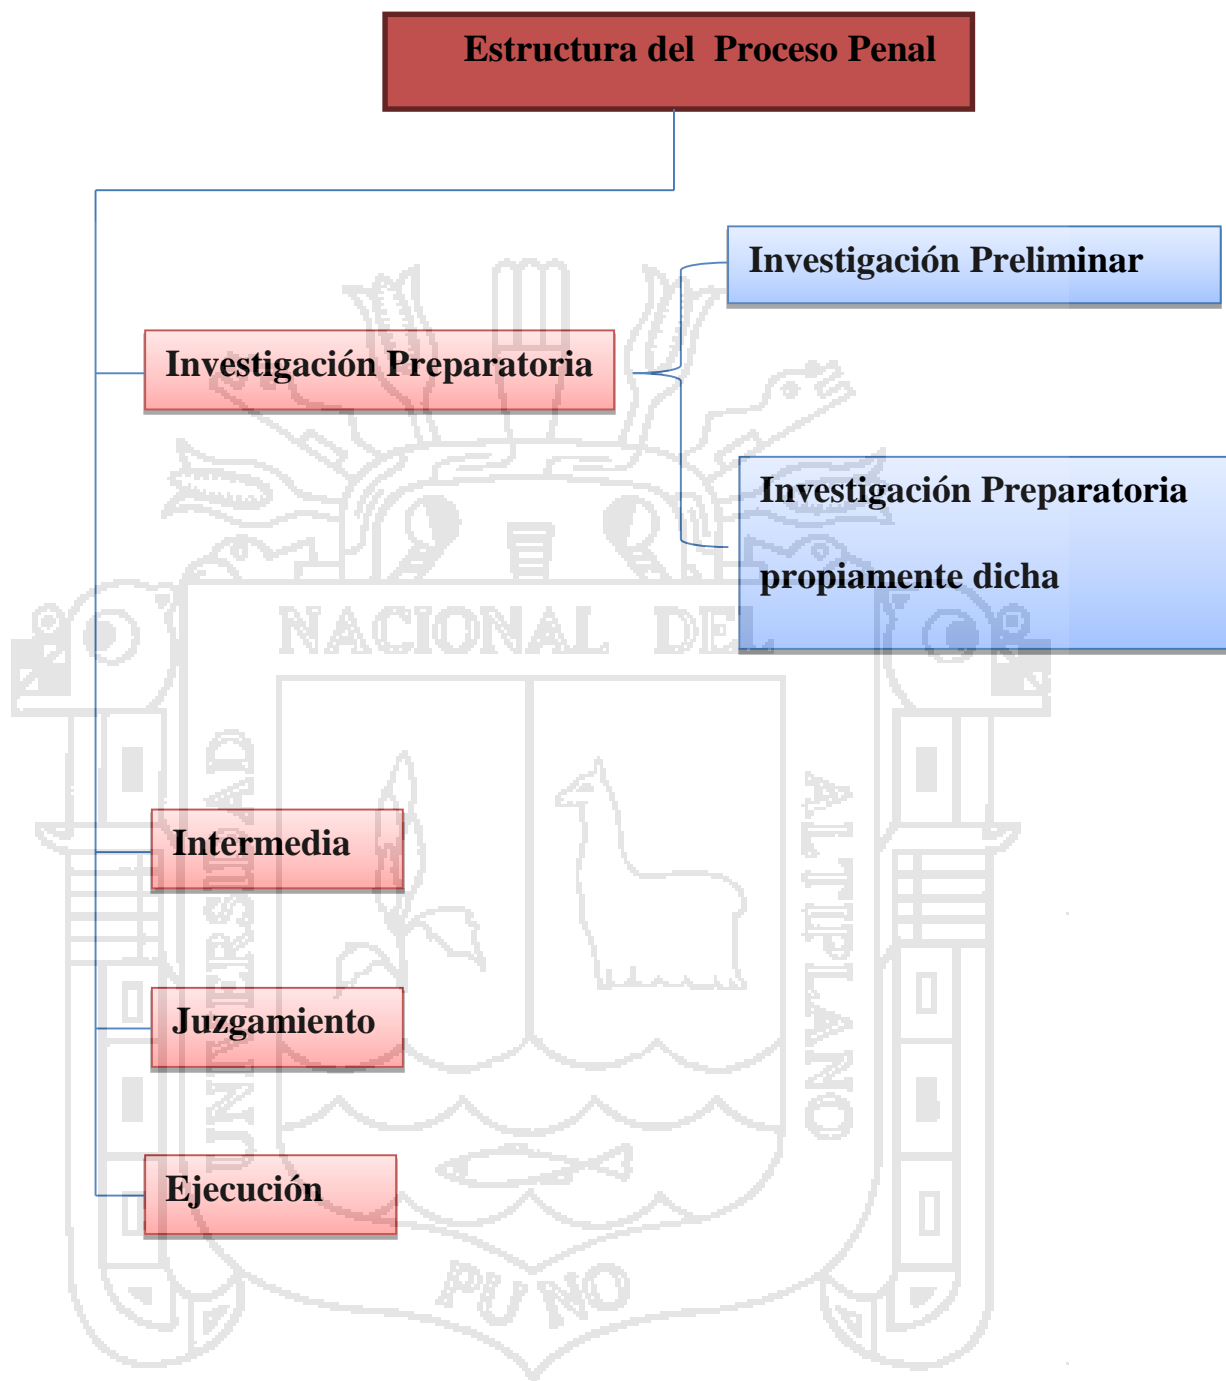 Estructura del Proceso Penal
Investigación Preliminar
Investigación Preparatoria
Investigación Preparatoria
propiamente dicha
Intermedia
Juzgamiento
Ejecución
UNIVERSIDAD
NACIONAL DEL
ALTIPLANO
PUNO